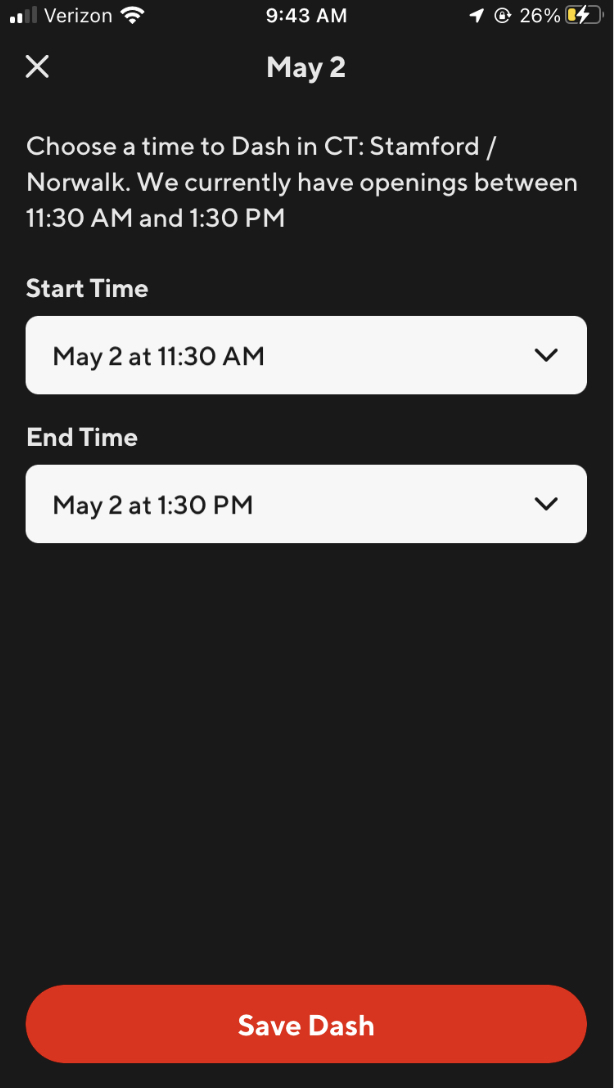 Verizon 9:43 AM 26%
May 2
Choose a time to Dash in CT: Stamford /
Norwalk. We currently have openings between
11:30 AM and 1:30 PM
Start Time
May 2 at 11:30 AM
End Time
May 2 at 1:30 PM
Save Dash